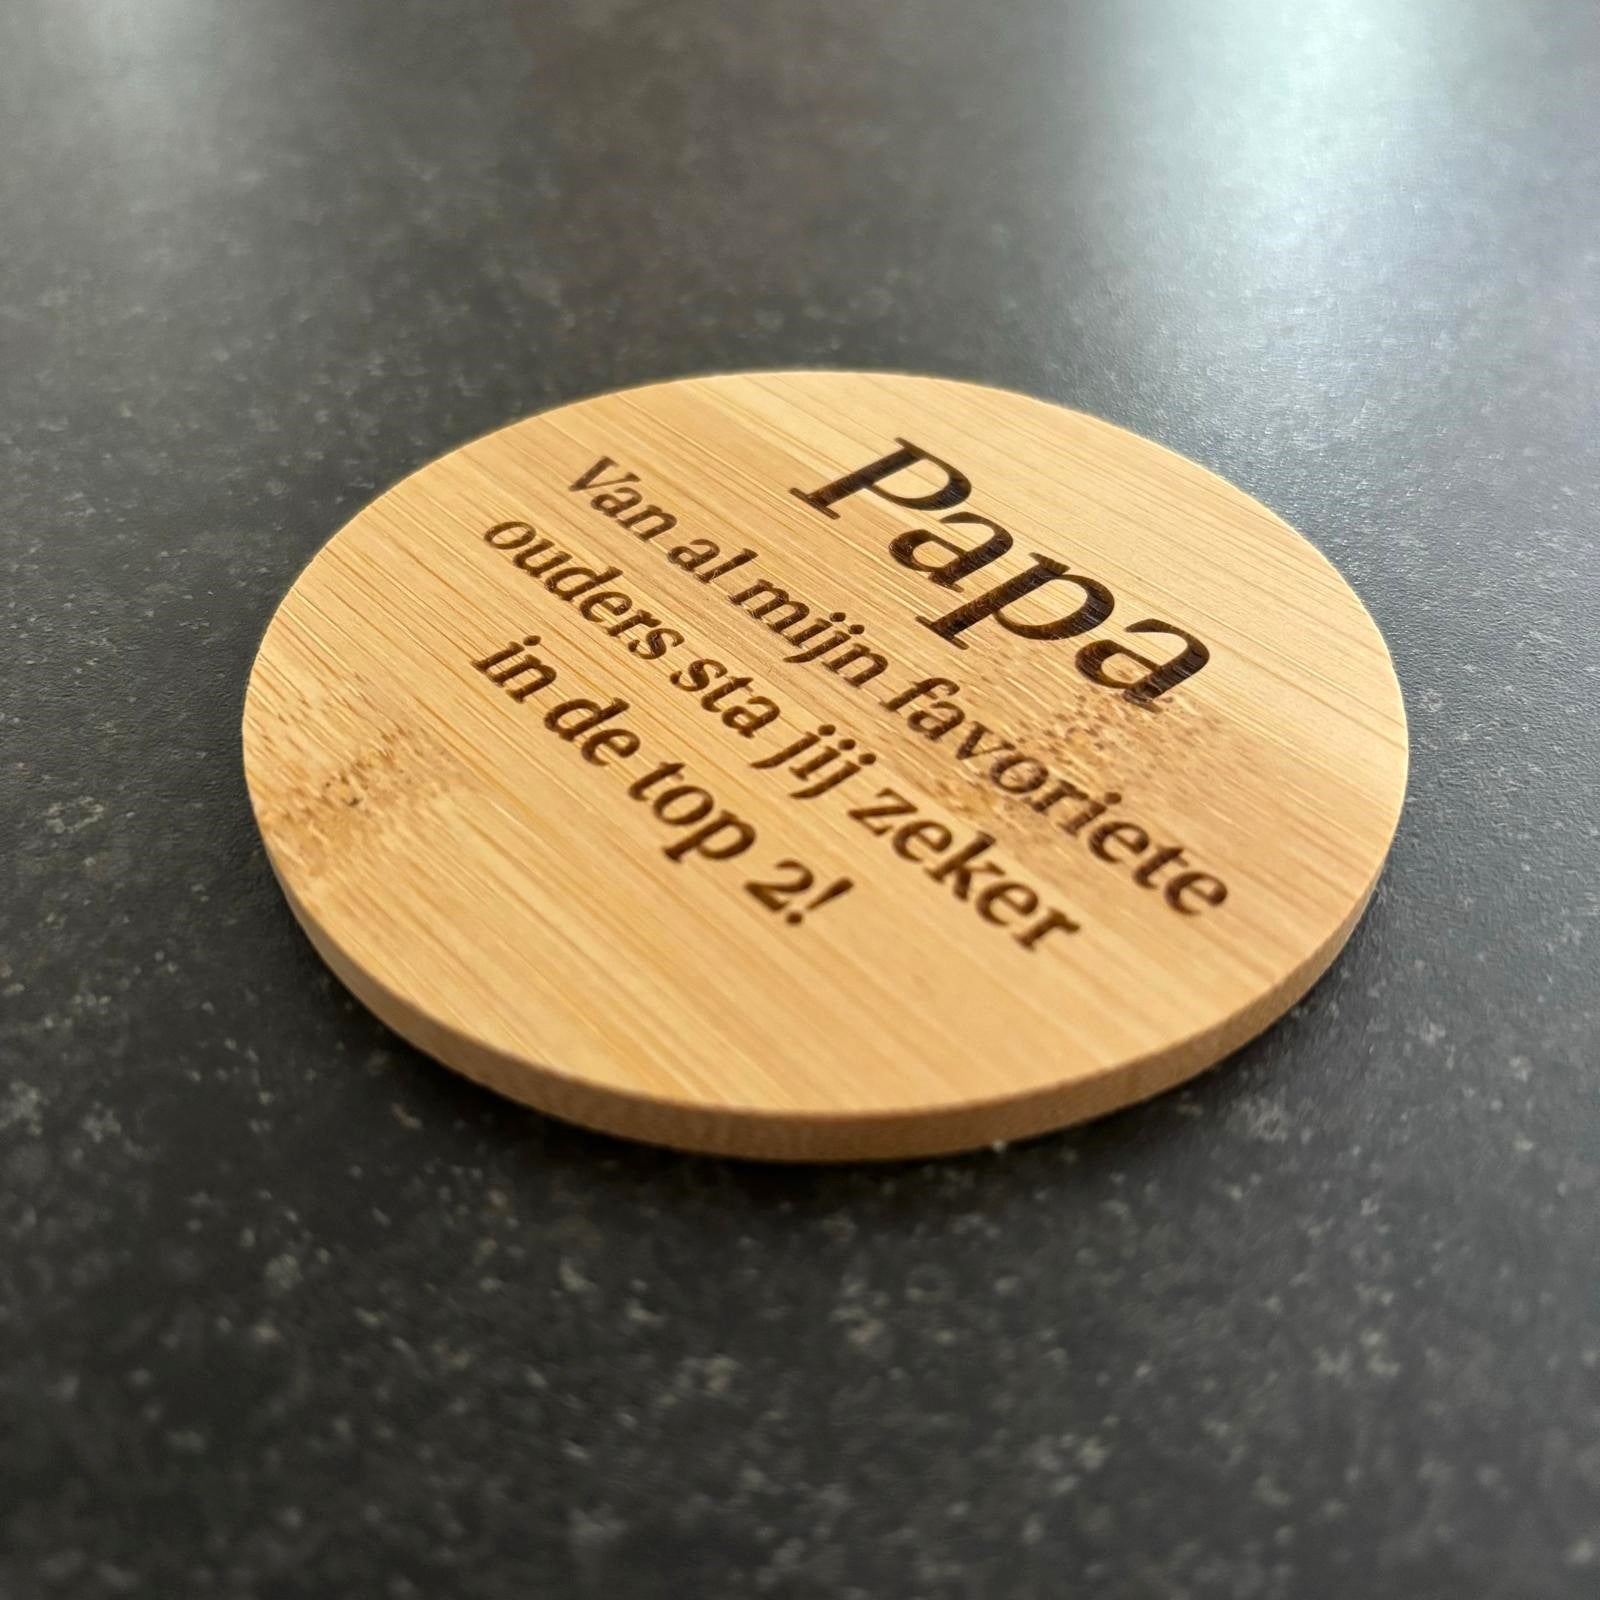 Papa
Van al mijn favoriete
ouders sta jij zeker
in de top 2!